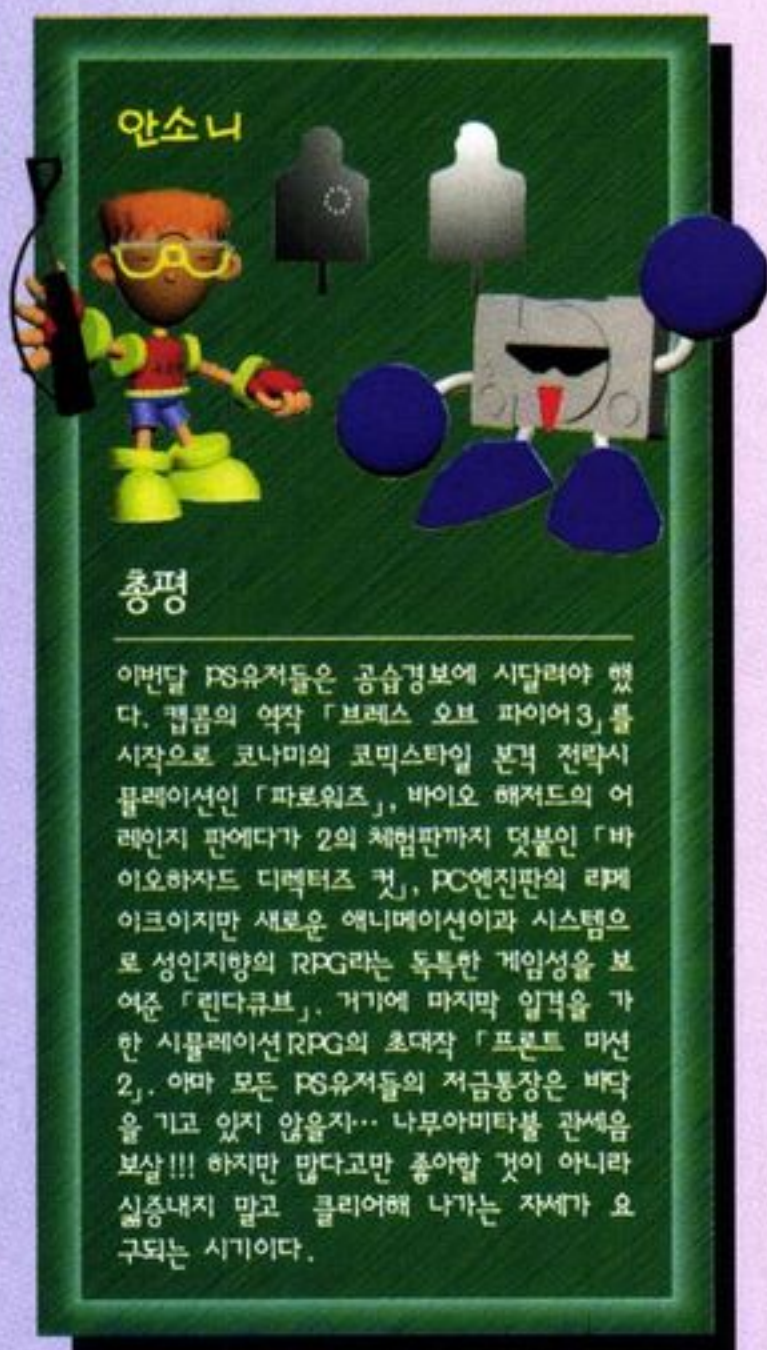 안소니
총평
이번달 PS유저들은 공습경보에 시달려야 했
다. 캡콤의 역작 「브레스 오브 파이어 3」를
시작으로 코나미의 코믹스타일 본격 전략시
뮬레이션인 「파로워즈」, 바이오 해저드의 어
레인지 판에다가 2의 체험판까지 덧붙인 「바
이오하자드 디렉터즈 컷」, PC엔진판의 리메
이크이지만 새로운 애니메이션이과 시스템으
로 성인지향의 RPG라는 독특한 게임성을 보
여준 「린다큐브」. 거기에 마지막 일격을 가
한 시뮬레이션 RPG의 초대작 「프론트 미션
2」. 아마 모든 PS유저들의 저금통장은 바닥
을 기고 있지 않을지… 나무아미타불 관세음
보살!!! 하지만 많다고만 좋아할 것이 아니라
싫증내지 말고 클리어해 나가는 자세가 요
구되는 시기이다.